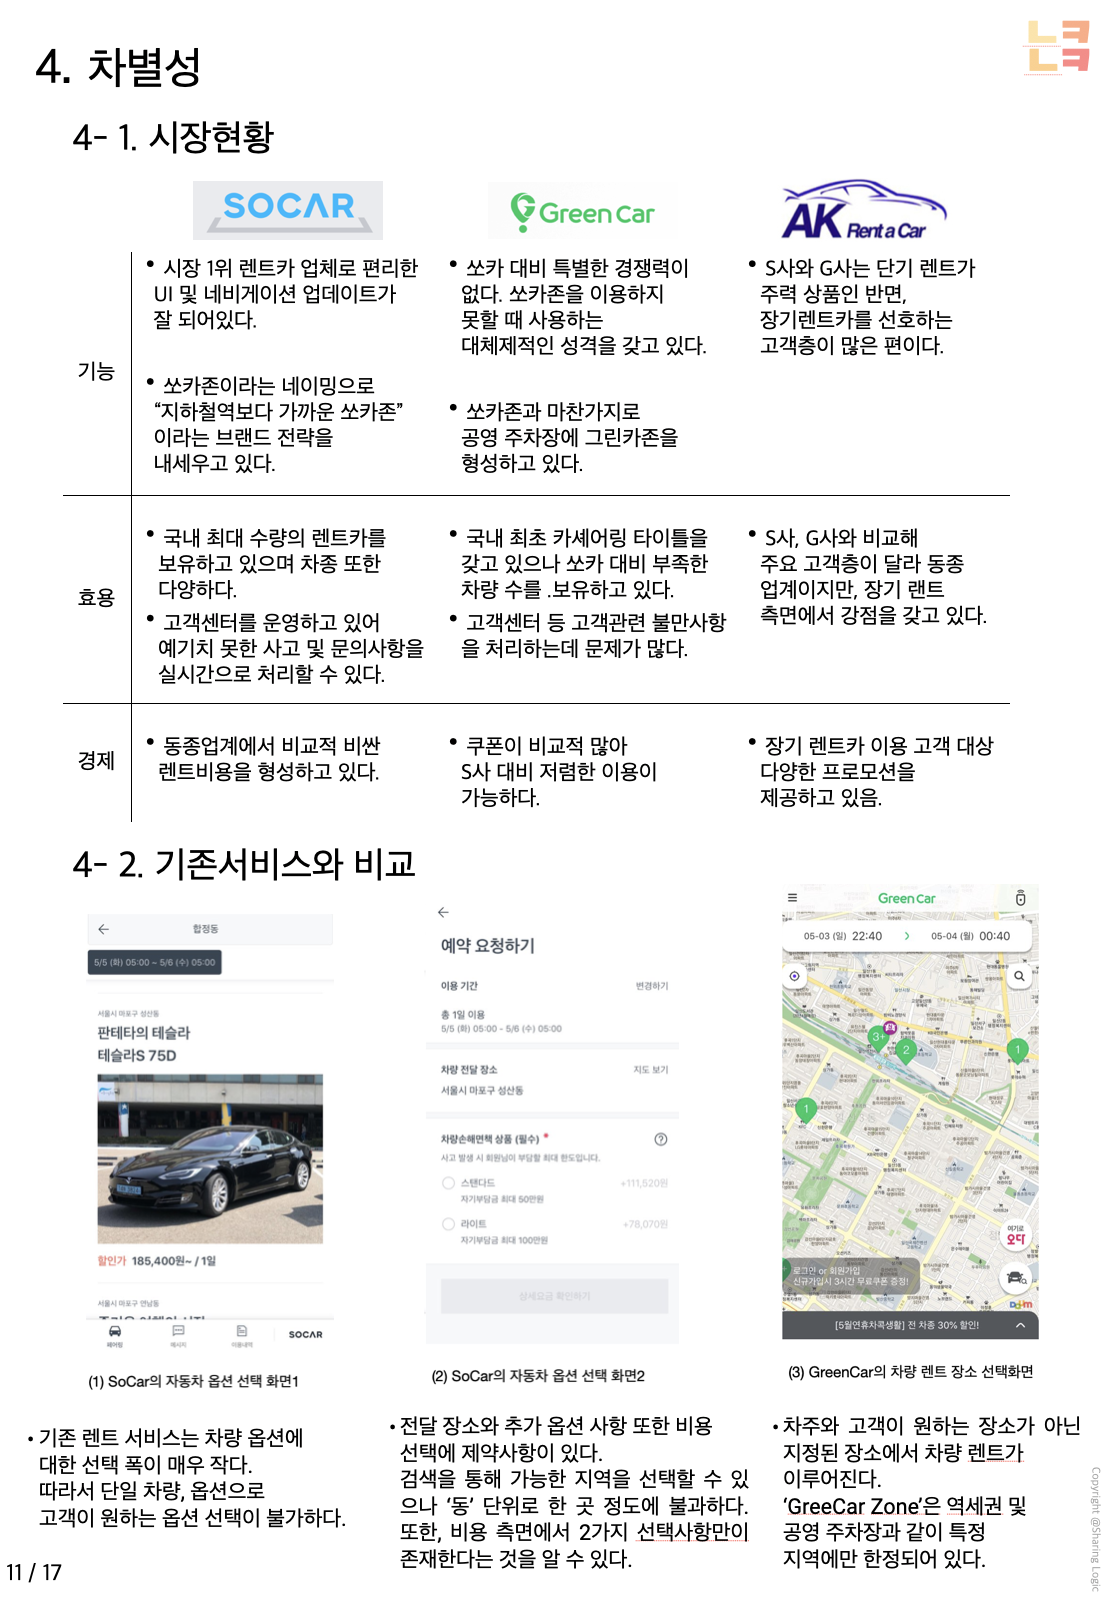 4. 차별성
4- 1. 시장현황
SOCAR
Green Car
AK Rent a Car
기능
• 시장 1위 렌트카 업체로 편리한
UI 및 네비게이션 업데이트가
잘 되어있다.
• 쏘카존이라는 네이밍으로
“지하철역보다 가까운 쏘카존”
이라는 브랜드 전략을
내세우고 있다.
• 쏘카 대비 특별한 경쟁력이
없다. 쏘카존을 이용하지
못할 때 사용하는
대체제적인 성격을 갖고 있다.
• 쏘카존과 마찬가지로
공영 주차장에 그린카존을
형성하고 있다.
• S사와 G사는 단기 렌트가
주력 상품인 반면,
장기렌트카를 선호하는
고객층이 많은 편이다.
효용
• 국내 최대 수량의 렌트카를
보유하고 있으며 차종 또한
다양하다.
• 고객센터를 운영하고 있어
예기치 못한 사고 및 문의사항을
실시간으로 처리할 수 있다.
• 국내 최초 카셰어링 타이틀을
갖고 있으나 쏘카 대비 부족한
차량 수를 .보유하고 있다.
• 고객센터 등 고객관련 불만사항
을 처리하는데 문제가 많다.
• S사, G사와 비교해
주요 고객층이 달라 동종
업계이지만, 장기 랜트
측면에서 강점을 갖고 있다.
경제
• 동종업계에서 비교적 비싼
렌트비용을 형성하고 있다.
• 쿠폰이 비교적 많아
S사 대비 저렴한 이용이
가능하다.
• 장기 렌트카 이용 고객 대상
다양한 프로모션을
제공하고 있음.
4- 2. 기존서비스와 비교
합정동
5/5 (화) 05:00 ~ 5/6 (수) 05:00
서울시 마포구 성산동
판테타의 테슬라
테슬라S 75D
할인가 185,400원~ / 1일
서울시 마포구 연남동
페어링
메시지
이용내역
SOCAR
(1) SoCar의 자동차 옵션 선택 화면1
예약 요청하기
이용 기간
변경하기
총 1일 이용
5/5 (화) 05:00 - 5/6 (수) 05:00
차량 전달 장소
지도 보기
서울시 마포구 성산동
차량손해면책 상품 (필수) *
사고 발생 시 회원님이 부담할 최대 한도입니다.
스탠다드
+111,520원
자기부담금 최대 50만원
라이트
+78,070원
자기부담금 최대 100만원
상세요금 확인하기
(2) SoCar의 자동차 옵션 선택 화면2
Green Car
05-03 (일) 22:40 > 05-04 (월) 00:40
3+
2
1
1
여기로
오다
로그인 or 회원가입
신규가입시 3시간 무료쿠폰 증정!
Daum
[5월연휴차콕생활] 전 차종 30% 할인!
(3) GreenCar의 차량 렌트 장소 선택화면
• 기존 렌트 서비스는 차량 옵션에
대한 선택 폭이 매우 작다.
따라서 단일 차량, 옵션으로
고객이 원하는 옵션 선택이 불가하다.
• 전달 장소와 추가 옵션 사항 또한 비용
선택에 제약사항이 있다.
검색을 통해 가능한 지역을 선택할 수 있
으나 ‘동’ 단위로 한 곳 정도에 불과하다.
또한, 비용 측면에서 2가지 선택사항만이
존재한다는 것을 알 수 있다.
• 차주와 고객이 원하는 장소가 아닌
지정된 장소에서 차량 렌트가
이루어진다.
‘GreeCar Zone’은 역세권 및
공영 주차장과 같이 특정
지역에만 한정되어 있다.
11 / 17
Copyright @Sharing Logic